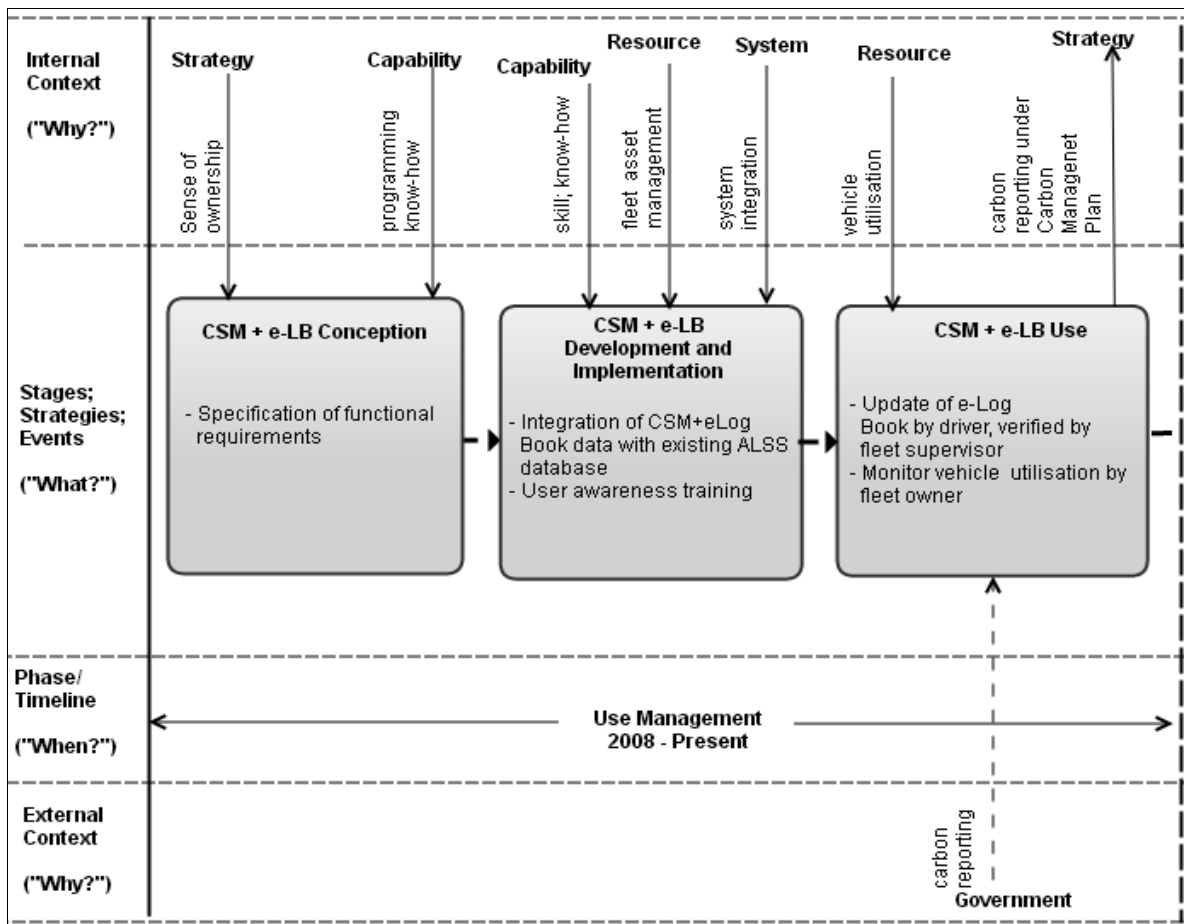 Internal
Context
("Why?")
Strategy
Sense of
ownership
Capability
programming
know-how
Capability
skill; know-how
Resource
fleet asset
management
System
system
integration
Resource
vehicle
utilisation
Strategy
carbon
reporting under
Carbon
Managenet
Plan
Stages;
Strategies;
Events
("What?")
CSM + e-LB Conception
- Specification of functional
requirements
CSM + e-LB
Development and
Implementation
- Integration of CSM+eLog
Book data with existing ALSS
database
- User awareness training
CSM + e-LB Use
- Update of e-Log
Book by driver, verified by
fleet supervisor
- Monitor vehicle utilisation by
fleet owner
Phase/
Timeline
("When?")
Use Management
2008 - Present
External
Context
("Why?")
carbon
reporting
Government